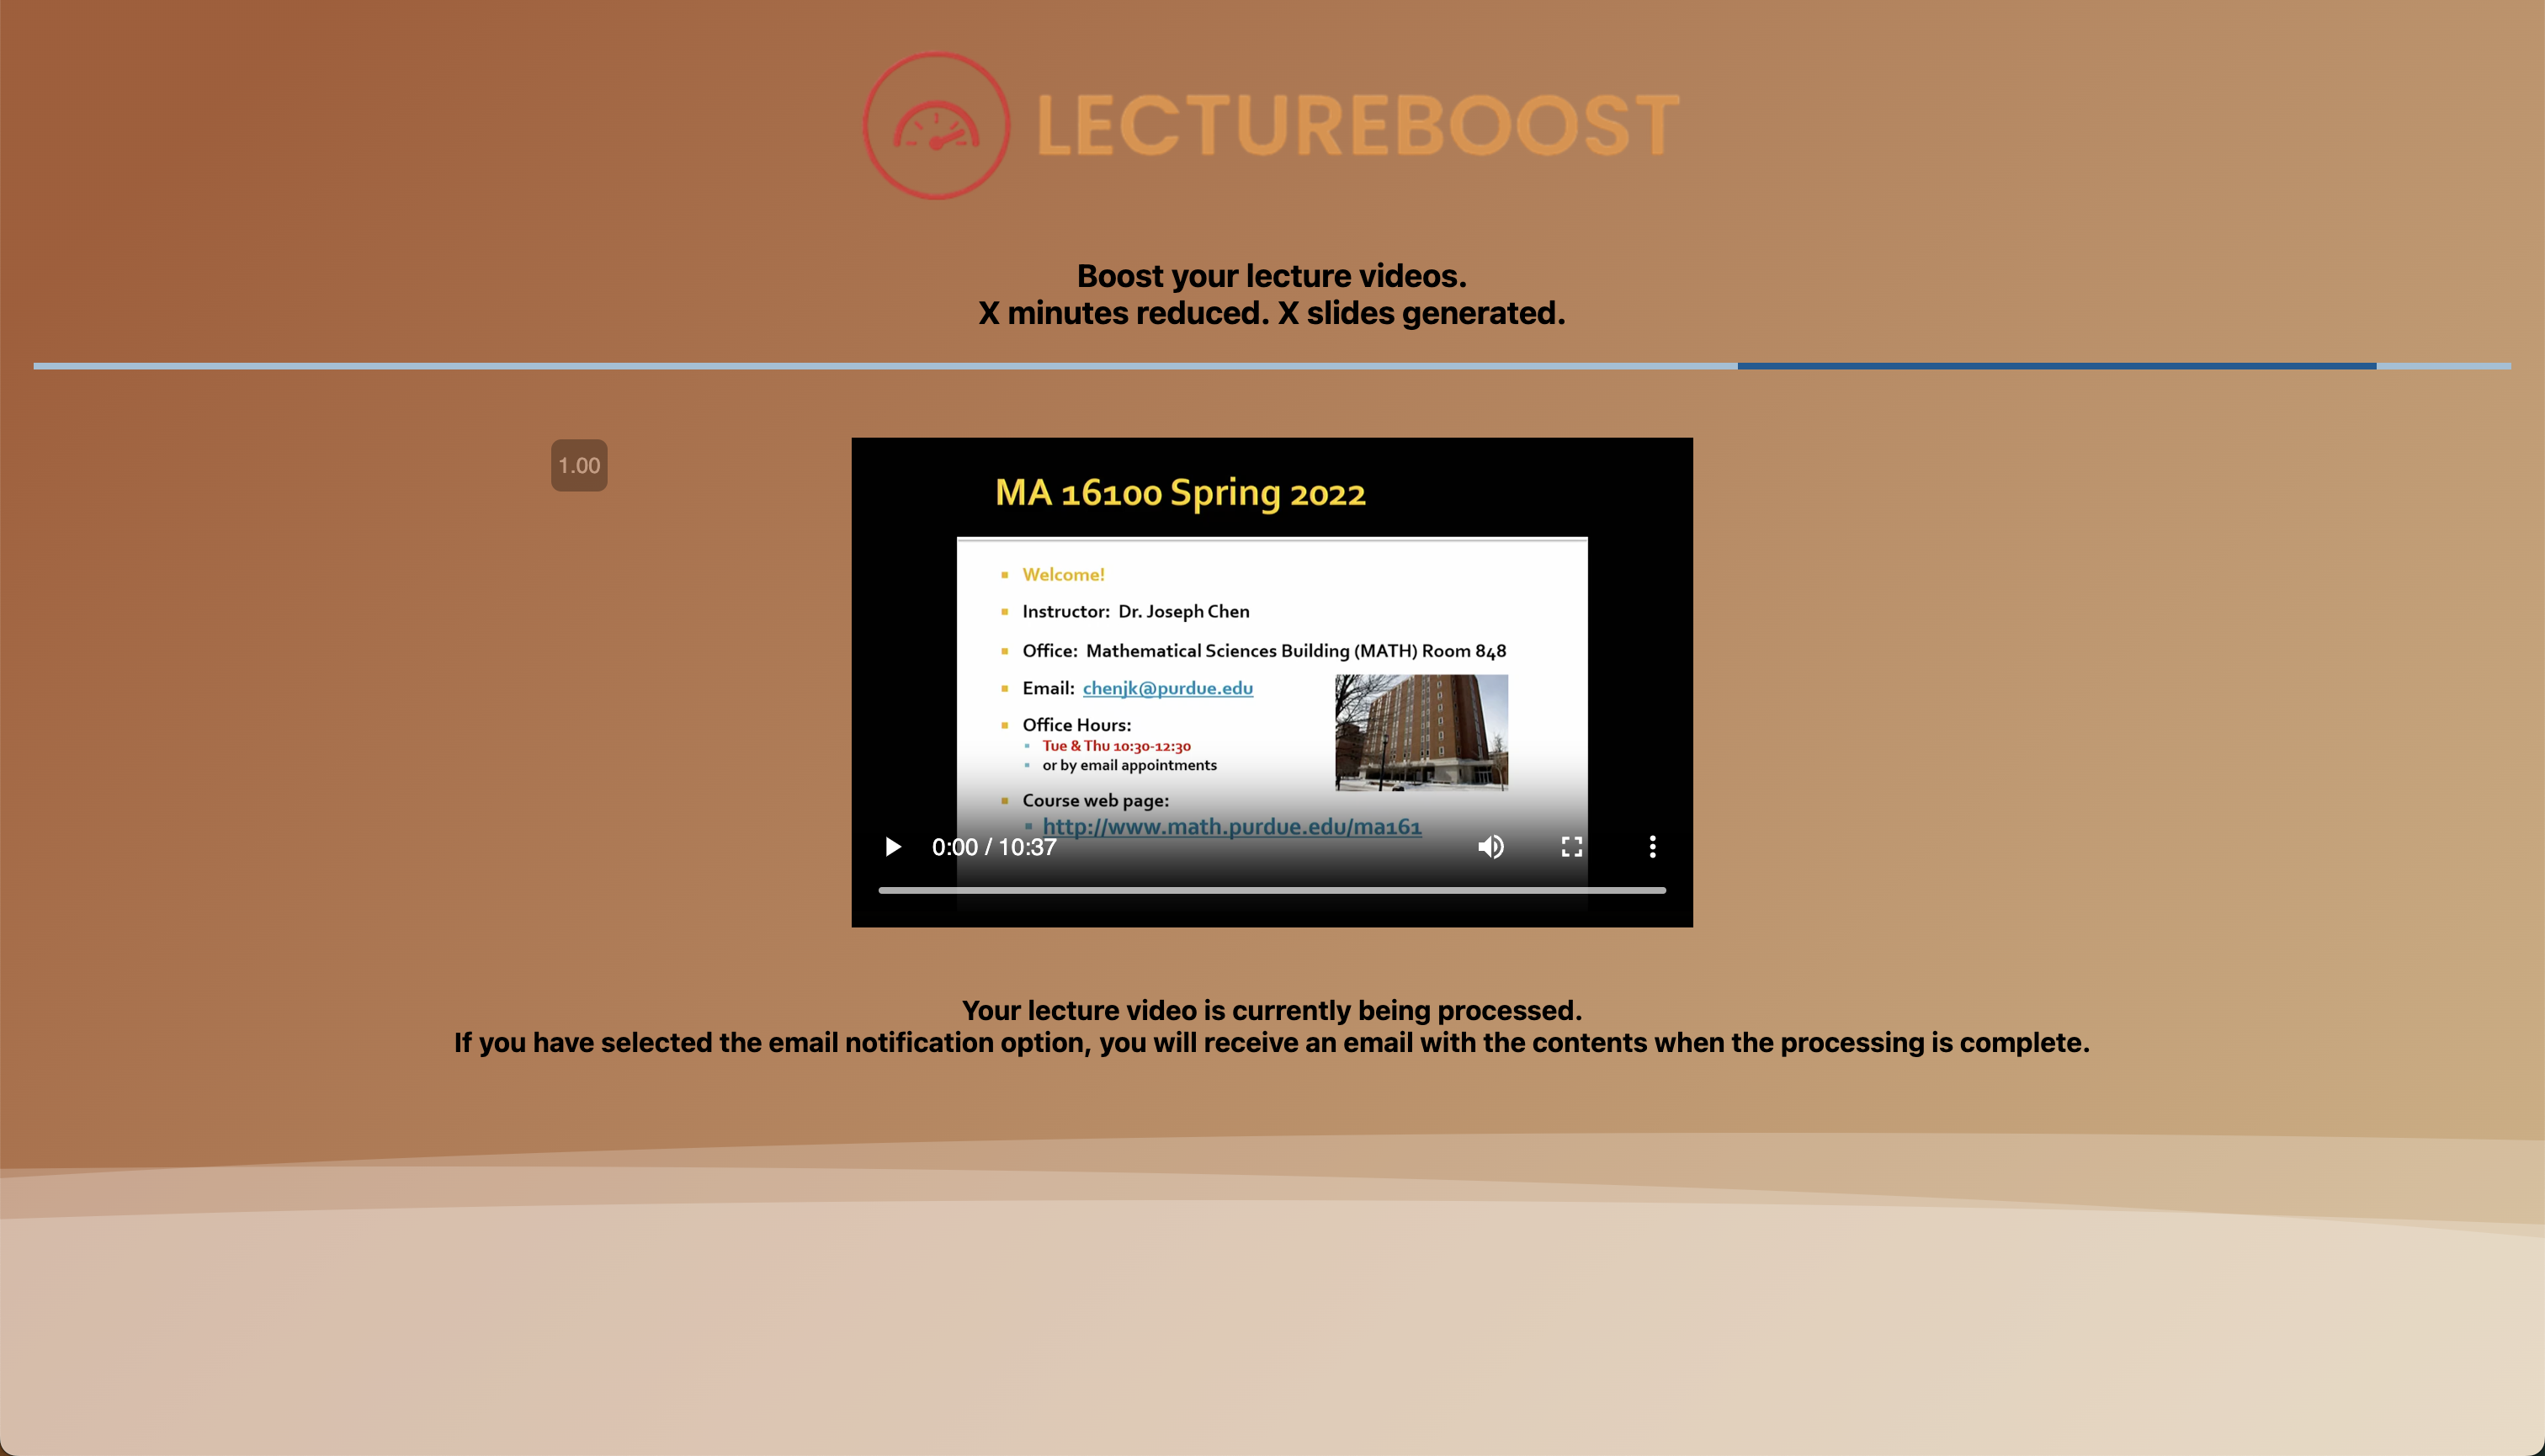 LECTUREBOOST
Boost your lecture videos.
X minutes reduced. X slides generated.
1.00
MA 16100 Spring 2022
Welcome!
Instructor: Dr. Joseph Chen
Office: Mathematical Sciences Building (MATH) Room 848
Email: chenjk@purdue.edu
Office Hours:
Tue & Thu 10:30-12:30
or by email appointments
Course web page:
http://www.math.purdue.edu/ma161
0:00 / 10:37
Your lecture video is currently being processed.
If you have selected the email notification option, you will receive an email with the contents when the processing is complete.